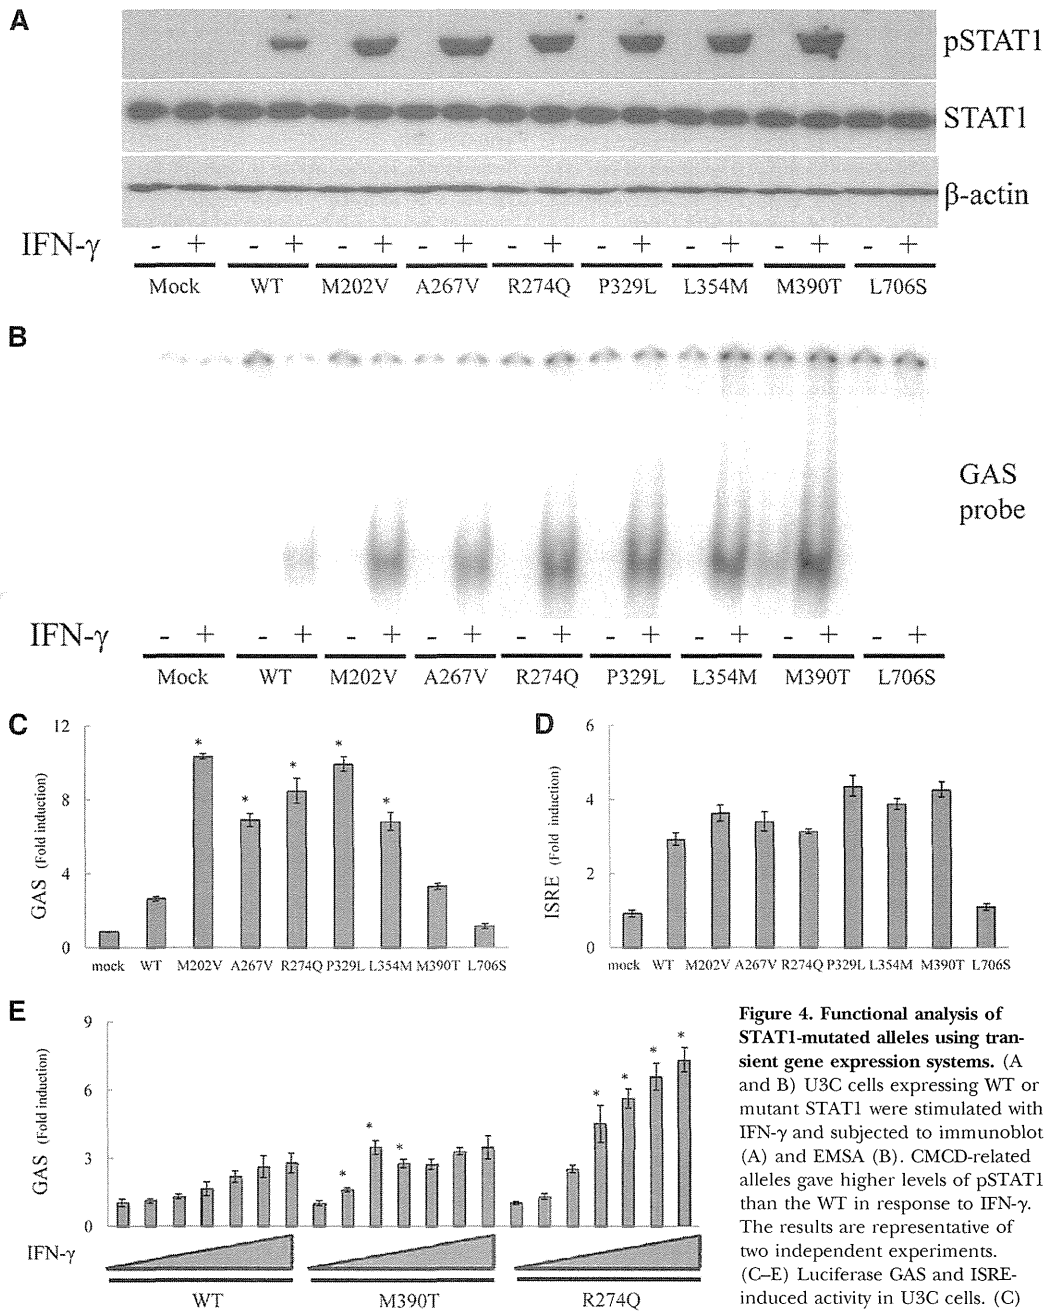 A
pSTAT1
STAT1
β-actin
IFN-γ - + - + - + - + - + - + - + - + - +
Mock WT M202V A267V R274Q P329L L354M M390T L706S
B
GAS
probe
IFN-γ - + - + - + - + - + - + - + - + - +
Mock WT M202V A267V R274Q P329L L354M M390T L706S
C
GAS (Fold induction)
12
8
4
0
* * * * *
mock WT M202V A267V R274Q P329L L354M M390T L706S
D
ISRE (Fold induction)
6
4
2
0
mock WT M202V A267V R274Q P329L L354M M390T L706S
E
GAS (Fold induction)
9
6
3
0
* * * * * * *
IFN-γ
WT M390T R274Q
Figure 4. Functional analysis of
STAT1-mutated alleles using tran-
sient gene expression systems. (A
and B) U3C cells expressing WT or
mutant STAT1 were stimulated with
IFN-γ and subjected to immunoblot
(A) and EMSA (B). CMCD-related
alleles gave higher levels of pSTAT1
than the WT in response to IFN-γ.
The results are representative of
two independent experiments.
(C–E) Luciferase GAS and ISRE-
induced activity in U3C cells. (C)